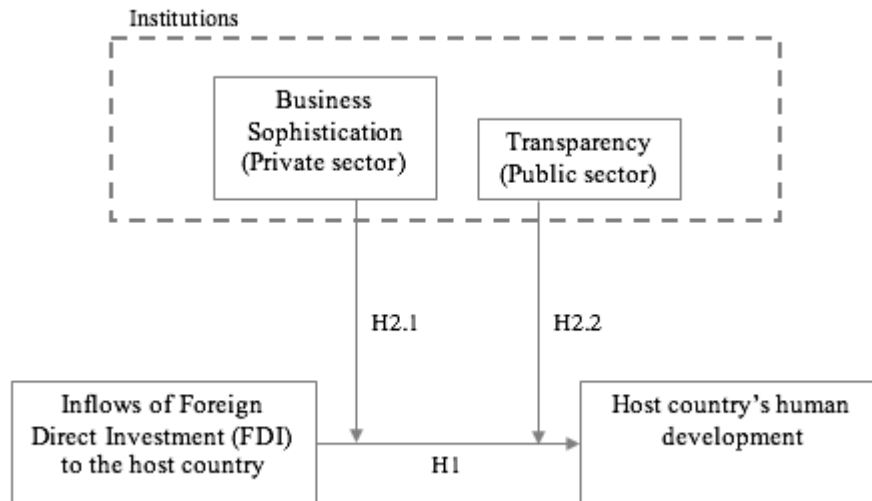 Institutions
Business
Sophistication
(Private sector)
Transparency
(Public sector)
H2.1
H2.2
Inflows of Foreign
Direct Investment (FDI)
to the host country
H1
Host country’s human
development